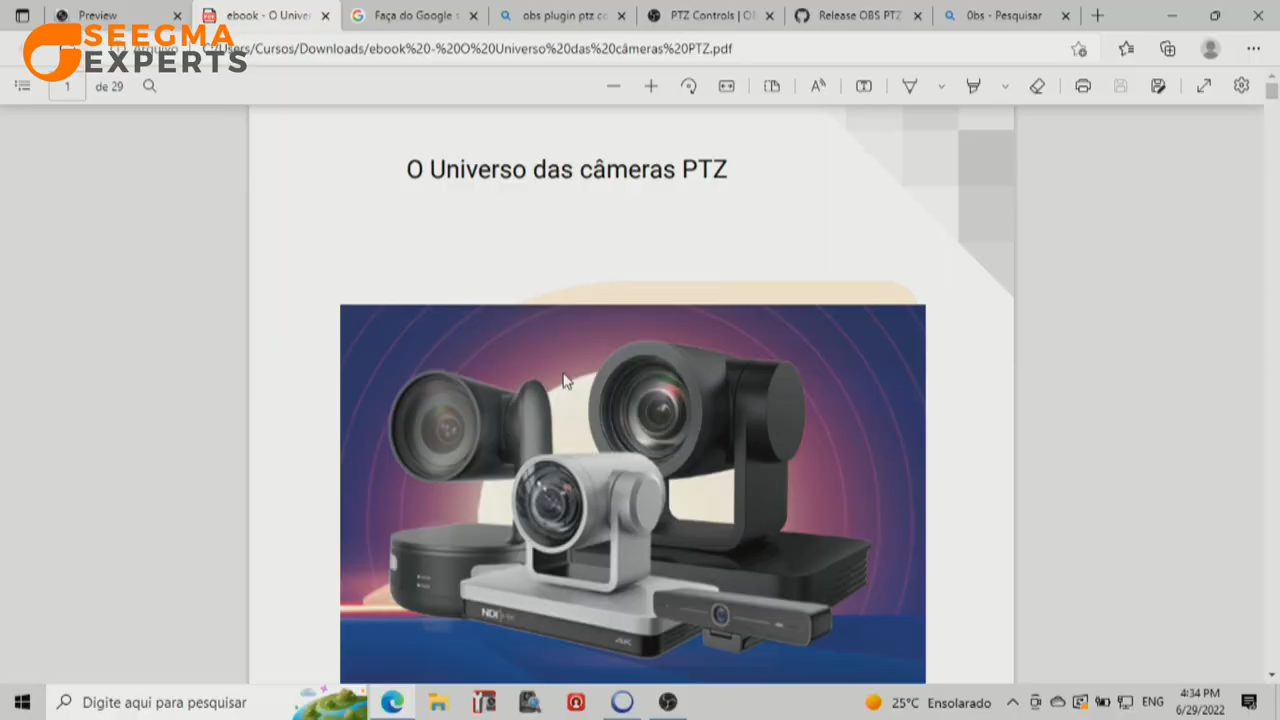 Preview
ebook - O Univer
Faça do Google s
obs plugin ptz co
PTZ Controls | O
Release OBS PTZ
0bs - Pesquisar
SEEGMA
EXPERTS
C:/Users/Cursos/Downloads/ebook%20-%20O%20Universo%20das%20câmeras%20PTZ.pdf
1
de 29
O Universo das câmeras PTZ
NDI
4K
Digite aqui para pesquisar
25°C Ensolarado
ENG
4:34 PM
6/29/2022